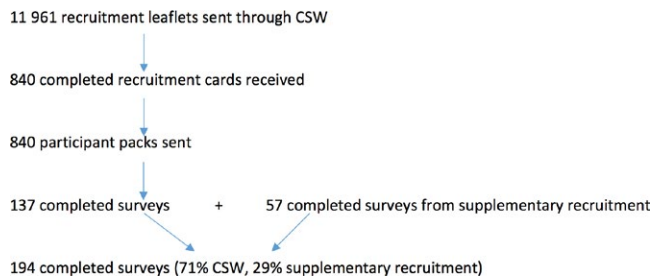 11 961 recruitment leaflets sent through CSW
840 completed recruitment cards received
840 participant packs sent
137 completed surveys + 57 completed surveys from supplementary recruitment
194 completed surveys (71% CSW, 29% supplementary recruitment)